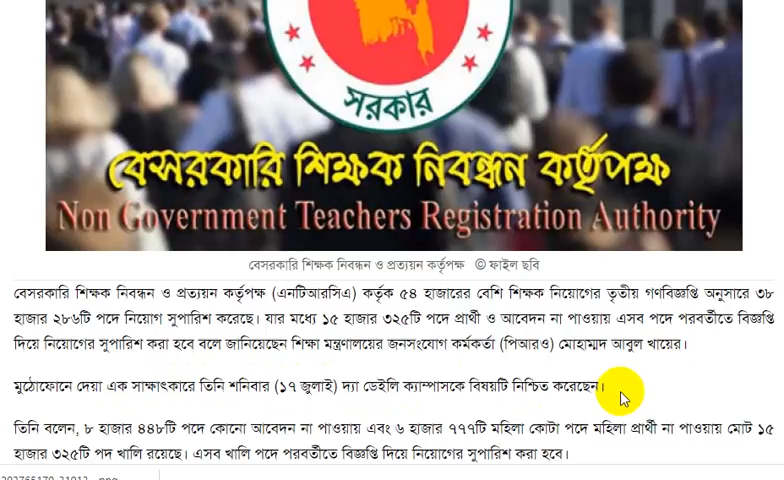 সরকার
বেসরকারি শিক্ষক নিবন্ধন কর্তৃপক্ষ
Non Government Teachers Registration Authority
বেসরকারি শিক্ষক নিবন্ধন ও প্রত্যয়ন কর্তৃপক্ষ © ফাইল ছবি
বেসরকারি শিক্ষক নিবন্ধন ও প্রত্যয়ন কর্তৃপক্ষ (এনটিআরসিএ) কর্তৃক ৫৪ হাজারের বেশি শিক্ষক নিয়োগের তৃতীয় গণবিজ্ঞপ্তি অনুসারে ৩৮
হাজার ২৮৬টি পদে নিয়োগ সুপারিশ করেছে। যার মধ্যে ১৫ হাজার ৩২৫টি পদে প্রার্থী ও আবেদন না পাওয়ায় এসব পদে পরবর্তীতে বিজ্ঞপ্তি
দিয়ে নিয়োগের সুপারিশ করা হবে বলে জানিয়েছেন শিক্ষা মন্ত্রণালয়ের জনসংযোগ কর্মকর্তা (পিআরও) মোহাম্মদ আবুল খায়ের।
মুঠোফোনে দেয়া এক সাক্ষাৎকারে তিনি শনিবার (১৭ জুলাই) দ্যা ডেইলি ক্যাম্পাসকে বিষয়টি নিশ্চিত করেছেন।
তিনি বলেন, ৮ হাজার ৪৪৮টি পদে কোনো আবেদন না পাওয়ায় এবং ৬ হাজার ৭৭৭টি মহিলা কোটা পদে মহিলা প্রার্থী না পাওয়ায় মোট ১৫
হাজার ৩২৫টি পদ খালি রয়েছে। এসব খালি পদে পরবর্তীতে বিজ্ঞপ্তি দিয়ে নিয়োগের সুপারিশ করা হবে।